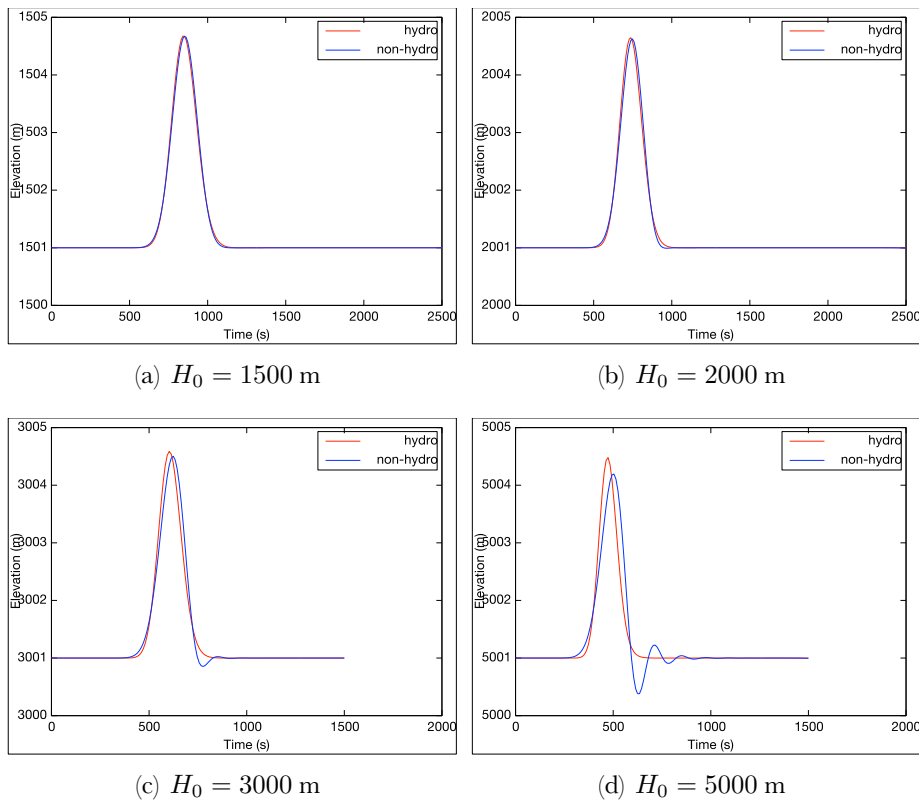 1505
1504
1503
1502
1501
1500
Elevation (m)
hydro
non-hydro
0 500 1000 1500 2000 2500
Time (s)
(a) H₀ = 1500 m
2005
2004
2003
2002
2001
2000
Elevation (m)
hydro
non-hydro
0 500 1000 1500 2000 2500
Time (s)
(b) H₀ = 2000 m
3005
3004
3003
3002
3001
3000
Elevation (m)
hydro
non-hydro
0 500 1000 1500 2000
Time (s)
(c) H₀ = 3000 m
5005
5004
5003
5002
5001
5000
Elevation (m)
hydro
non-hydro
0 500 1000 1500 2000
Time (s)
(d) H₀ = 5000 m